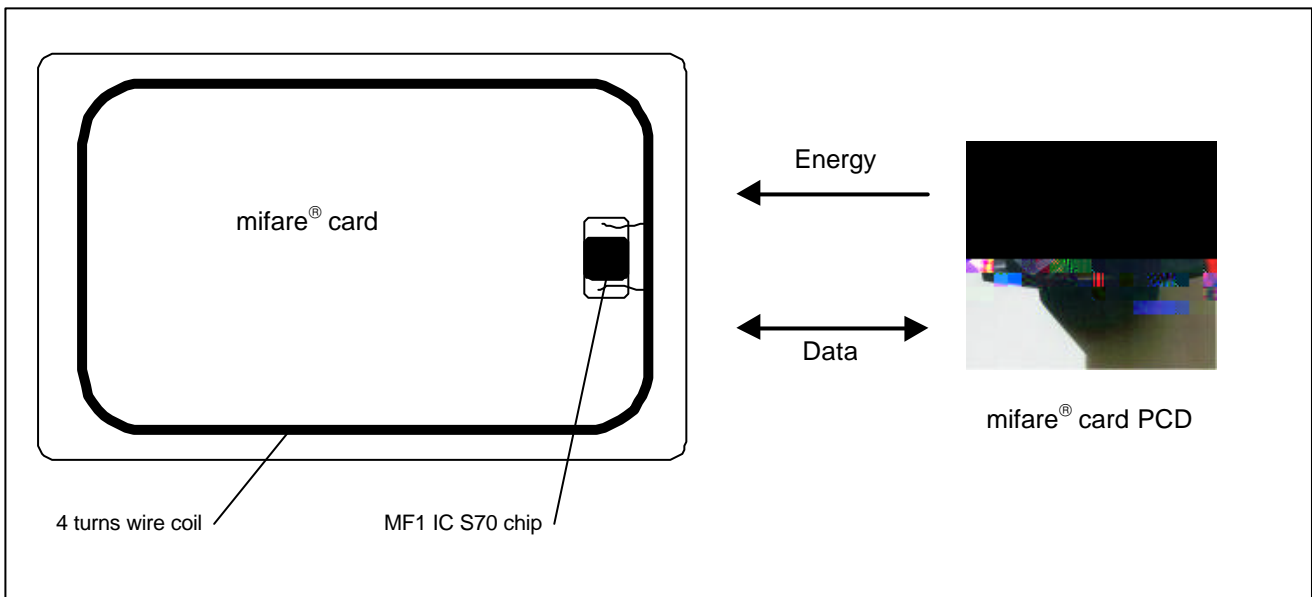 Energy
mifare® card
Data
mifare® card PCD
4 turns wire coil
MF1 IC S70 chip